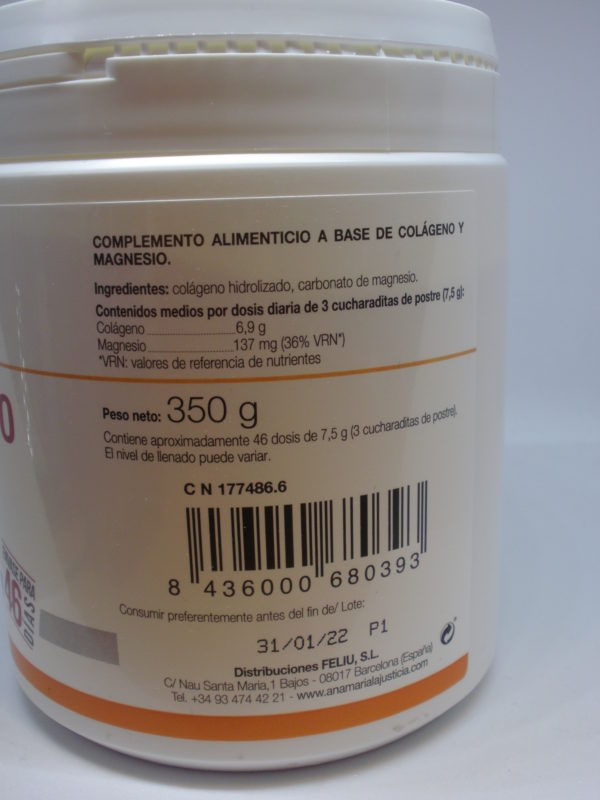 COMPLEMENTO ALIMENTICIO A BASE DE COLÁGENO Y
MAGNESIO.
Ingredientes: colágeno hidrolizado, carbonato de magnesio.
Contenidos medios por dosis diaria de 3 cucharaditas de postre (7,5 g):
Colágeno 6,9 g
Magnesio 137 mg (36% VRN*)
*VRN: valores de referencia de nutrientes
O
Peso neto: 350 g
Contiene aproximadamente 46 dosis de 7,5 g (3 cucharaditas de postre).
El nivel de llenado puede variar.
C N 177486.6
8 436000 680393
ENVASE PARA
46
DÍAS
Consumir preferentemente antes del fin de/ Lote:
31/01/22 P1
Distribuciones FELIU, S.L.
C/ Nau Santa Maria,1 Bajos - 08017 Barcelona (España)
Tel. +34 93 474 42 21 - www.anamarialajusticia.com